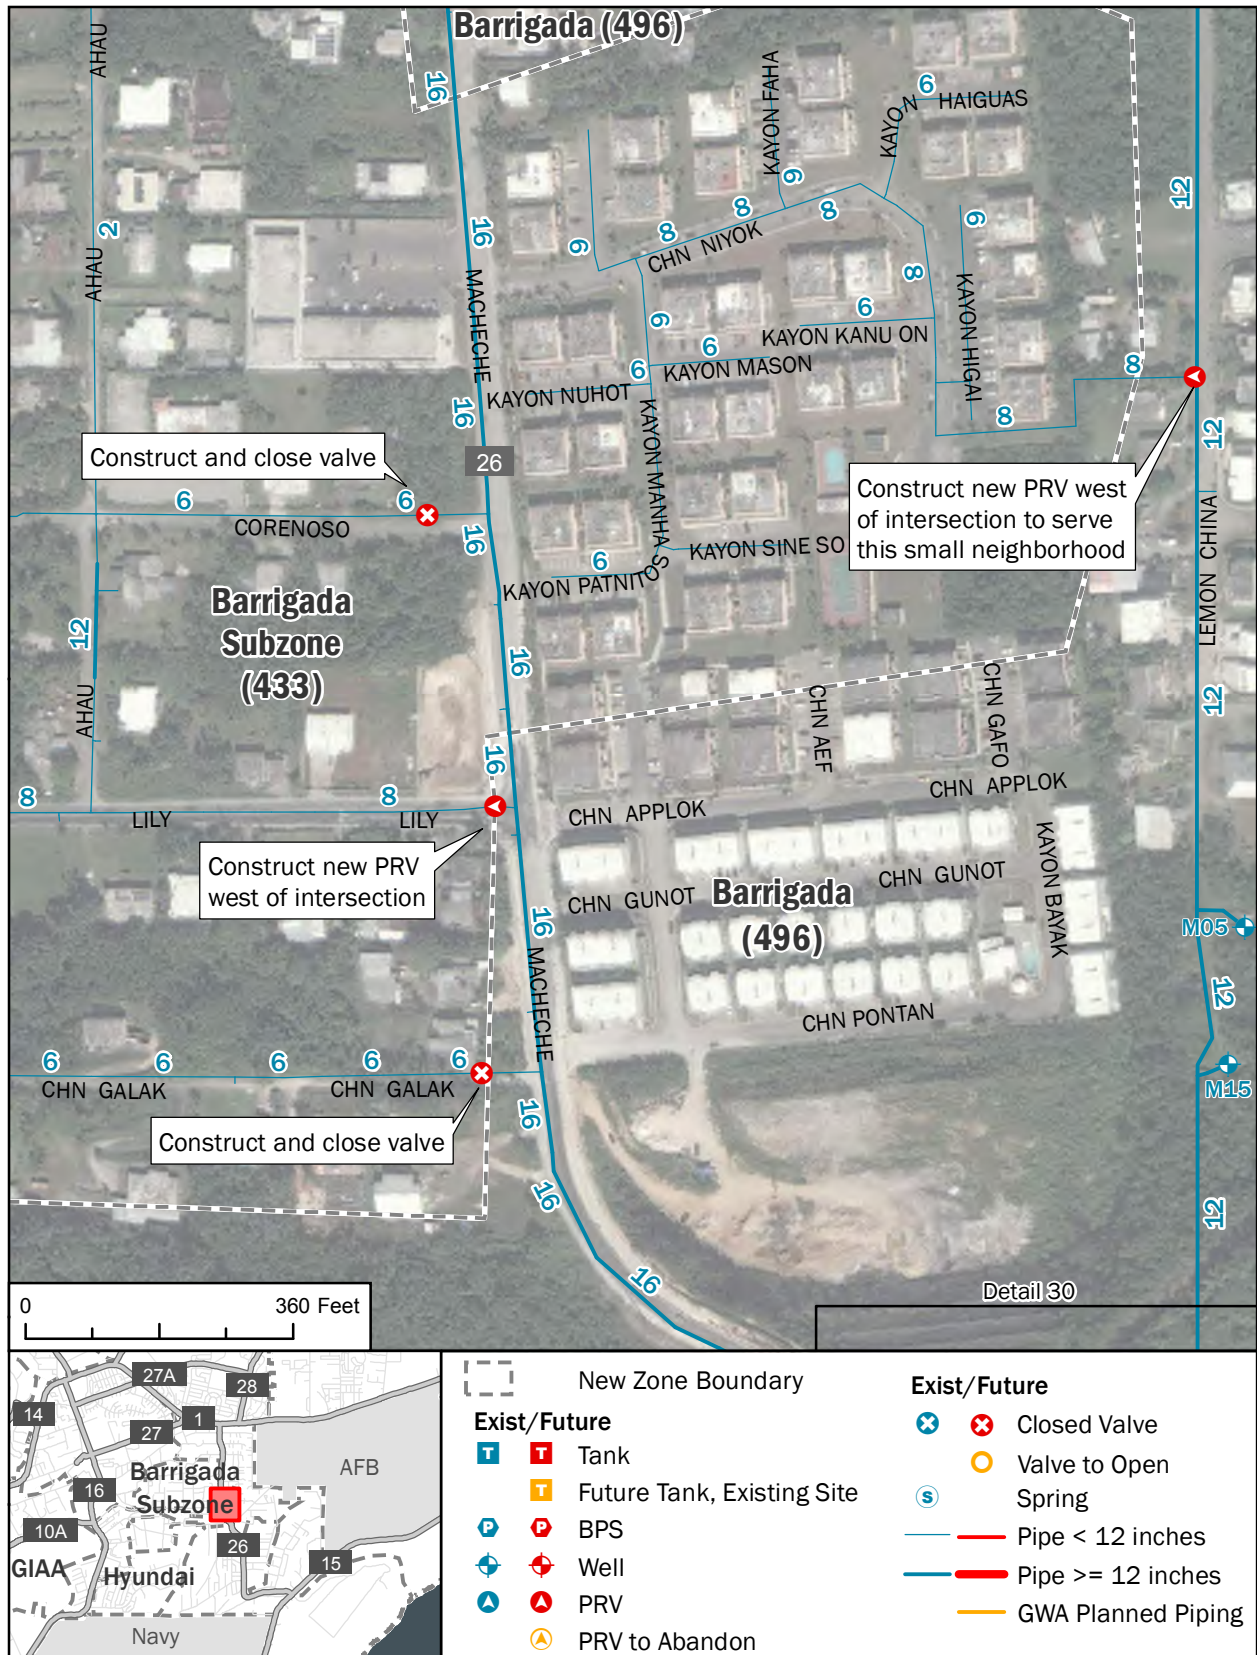 Barrigada (496)
AHAU
16
KAYON FAHA
6
KAYON HAIGUAS
12
6
2
8
8
8
AHAU
16
6
CHN NIYOK
6
8
MACHECHE
6
6
KAYON HIGAI
KAYON KANU ON
6
KAYON MASON
6
KAYON NUHOT
8
16
8
12
Construct and close valve
26
KAYON MANHA S
Construct new PRV west
of intersection to serve
this small neighborhood
6
6
CORENOSO
16
KAYON SINE SO
LEMON CHINA
6
KAYON PATNITOS
Barrigada
Subzone
(433)
12
16
12
AHAU
CHN AEF
CHN GAFO
16
8
8
LILY
LILY
CHN APPLOK
CHN APPLOK
Construct new PRV
west of intersection
KAYON BAYAK
CHN GUNOT
CHN GUNOT
Barrigada
(496)
16
M05
MACHECHE
12
CHN PONTAN
6
6
6
6
6
CHN GALAK
CHN GALAK
M15
16
Construct and close valve
16
12
16
Detail 30
0
360 Feet
27A
28
14
1
27
Barrigada
Subzone
AFB
16
10A
26
15
GIAA
Hyundai
Navy
New Zone Boundary
Exist/Future
T T Tank
T Future Tank, Existing Site
P P BPS
Well
PRV
PRV to Abandon
Exist/Future
Closed Valve
Valve to Open
S Spring
Pipe < 12 inches
Pipe >= 12 inches
GWA Planned Piping